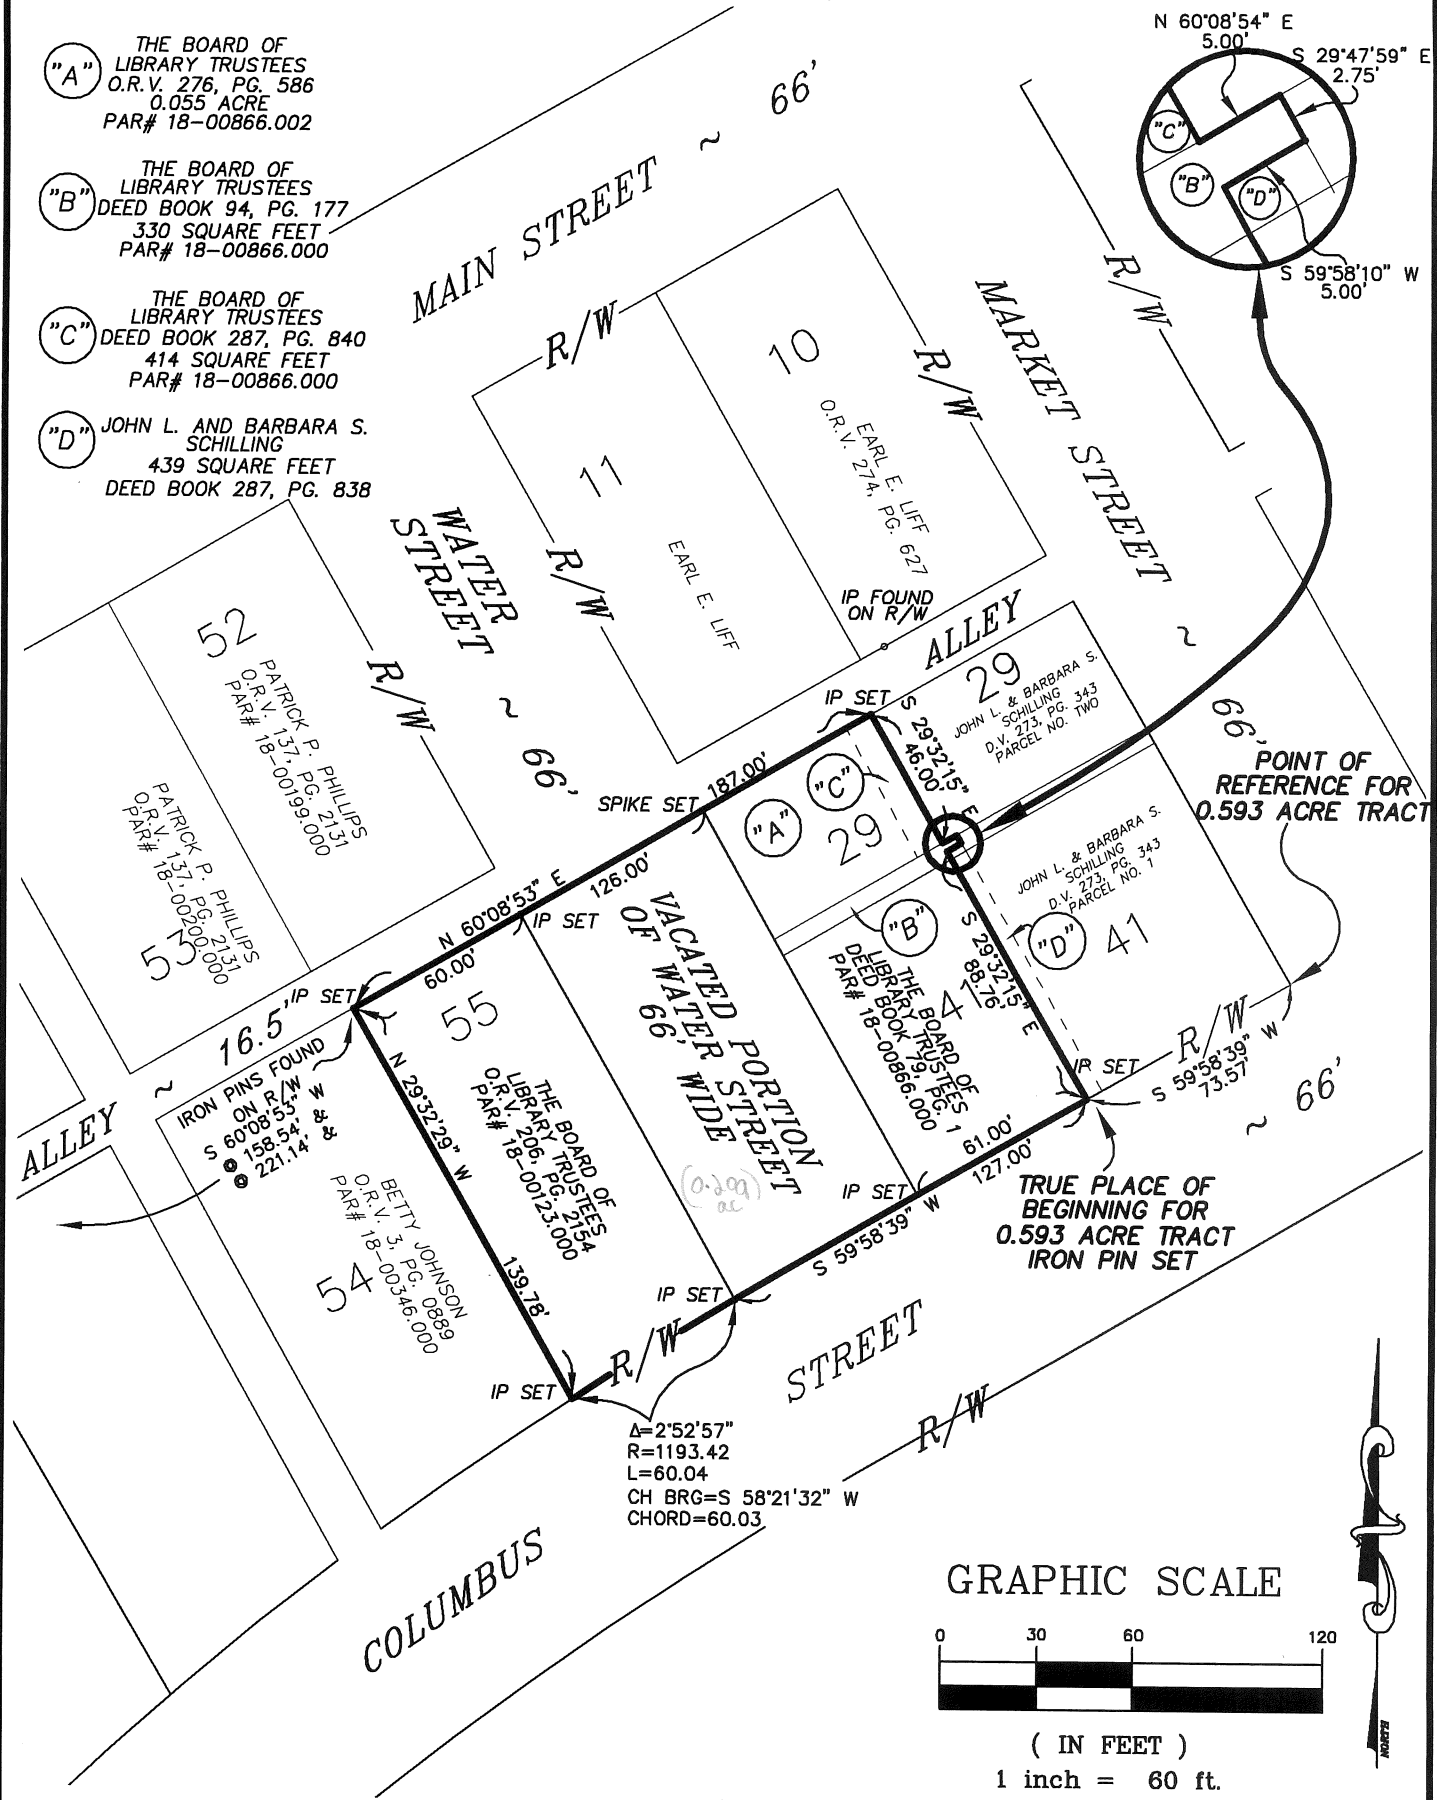 "A"
THE BOARD OF
LIBRARY TRUSTEES
O.R.V. 276, PG. 586
0.055 ACRE
PAR# 18-00866.002
"B"
THE BOARD OF
LIBRARY TRUSTEES
DEED BOOK 94, PG. 177
330 SQUARE FEET
PAR# 18-00866.000
"C"
THE BOARD OF
LIBRARY TRUSTEES
DEED BOOK 287, PG. 840
414 SQUARE FEET
PAR# 18-00866.000
"D"
JOHN L. AND BARBARA S.
SCHILLING
439 SQUARE FEET
DEED BOOK 287, PG. 838
N 60°08'54" E
5.00'
S 29°47'59" E
2.75'
"C"
"B"
"D"
S 59°58'10" W
5.00'
MAIN STREET ~ 66'
R/W
R/W
10
EARL E. LIFF
O.R.V. 274, PG. 627
R/W
MARKET STREET ~ 66'
11
EARL E. LIFF
R/W
WATER
STREET ~ 66'
52
PATRICK P. PHILLIPS
O.R.V. 137, PG. 2131
PAR# 18-00199.000
R/W
PATRICK P. PHILLIPS
O.R.V. 137, PG. 2131
PAR# 18-00200.000
53
IP FOUND
ON R/W
ALLEY
29
JOHN L. & BARBARA S.
SCHILLING
D.V. 273, PG. 343
PARCEL NO. TWO
IP SET
S 29°32'15" E
46.00'
187.00'
SPIKE SET
"C"
"A"
29
POINT OF
REFERENCE FOR
0.593 ACRE TRACT
JOHN L. & BARBARA S.
SCHILLING
D.V. 273, PG. 343
PARCEL NO. 1
"D"
41
N 60°08'53" E
126.00'
IP SET
60.00'
VACATED PORTION
OF WATER STREET
66' WIDE
"B"
THE BOARD OF
LIBRARY TRUSTEES
DEED BOOK 79, PG. 1
PAR# 18-00866.000
41
S 29°32'15" E
88.76'
IP SET
R/W
S 59°58'39" W
73.57'
~ 66'
IP SET
16.5'
ALLEY ~
IRON PINS FOUND
ON R/W
S 60°08'53" W
@ 158.54' &
@ 221.14' &
55
THE BOARD OF
LIBRARY TRUSTEES
O.R.V. 206, PG. 2154
PAR# 18-00123.000
N 29°32'29" W
139.78'
(0.299)
ac
BETTY JOHNSON
O.R.V. 3, PG. 0889
PAR# 18-00346.000
54
61.00'
127.00'
IP SET
S 59°58'39" W
TRUE PLACE OF
BEGINNING FOR
0.593 ACRE TRACT
IRON PIN SET
IP SET
R/W
IP SET
Δ=2°52'57"
R=1193.42
L=60.04
CH BRG=S 58°21'32" W
CHORD=60.03
COLUMBUS STREET
R/W
GRAPHIC SCALE
0 30 60 120
( IN FEET )
1 inch = 60 ft.